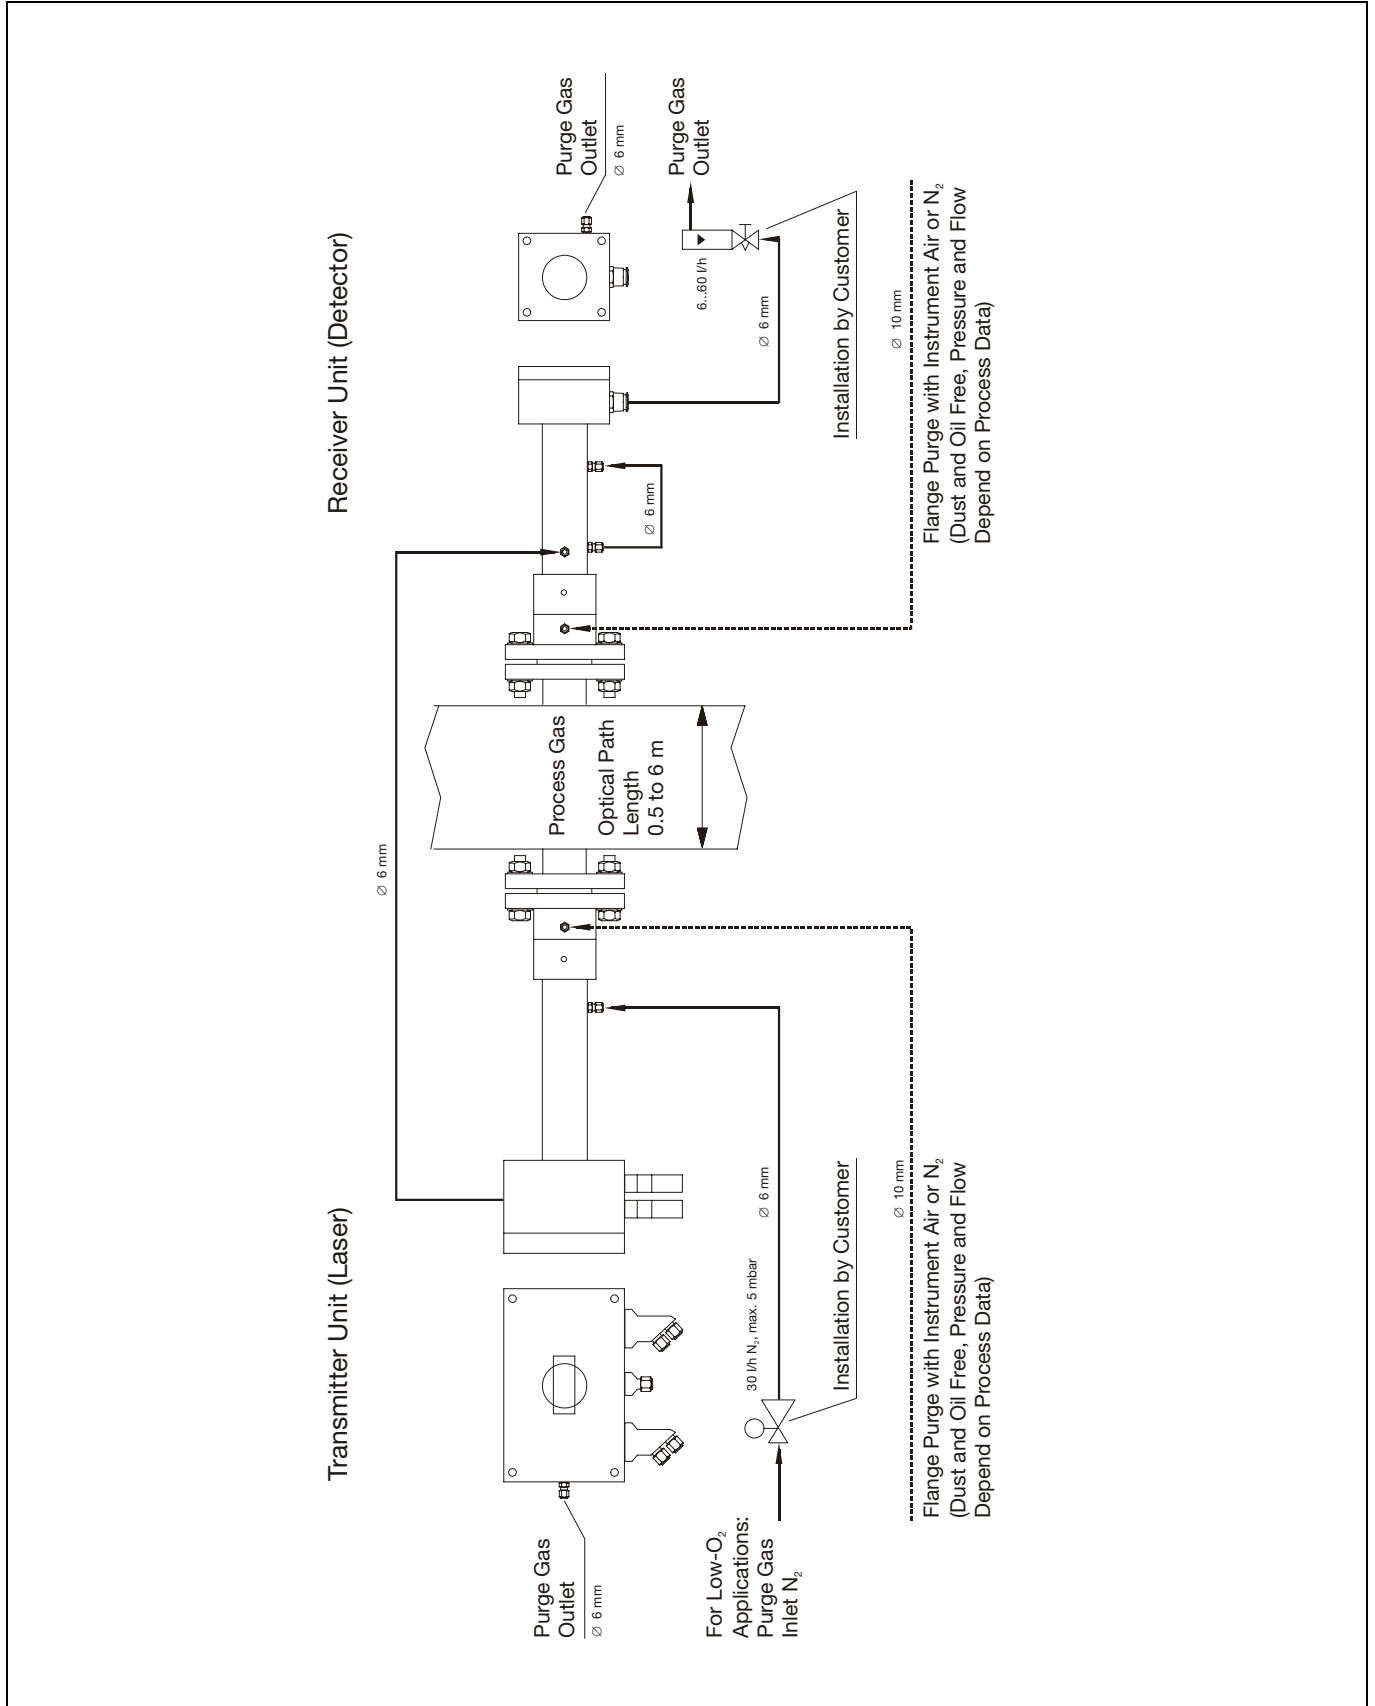 Transmitter Unit (Laser)
Receiver Unit (Detector)
∅ 6 mm
Purge Gas
Outlet
∅ 6 mm
Process Gas
Optical Path
Length
0.5 to 6 m
∅ 6 mm
Purge Gas
Outlet
∅ 6 mm
Purge Gas
Outlet
6...60 l/h
∅ 6 mm
For Low-O₂
Applications:
Purge Gas
Inlet N₂
30 l/h N₂, max. 5 mbar
∅ 6 mm
Installation by Customer
Installation by Customer
∅ 10 mm
Flange Purge with Instrument Air or N₂
(Dust and Oil Free, Pressure and Flow
Depend on Process Data)
∅ 10 mm
Flange Purge with Instrument Air or N₂
(Dust and Oil Free, Pressure and Flow
Depend on Process Data)